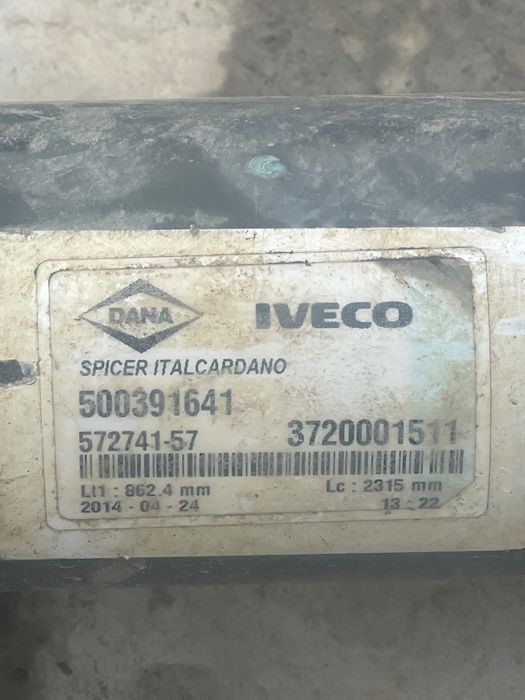 DANA IVECO
SPICER ITALCARDANO
500391641
572741-57 3720001511
Lt1 : 862.4 mm Lc : 2315 mm
2014 - 04 - 24 13 - 22